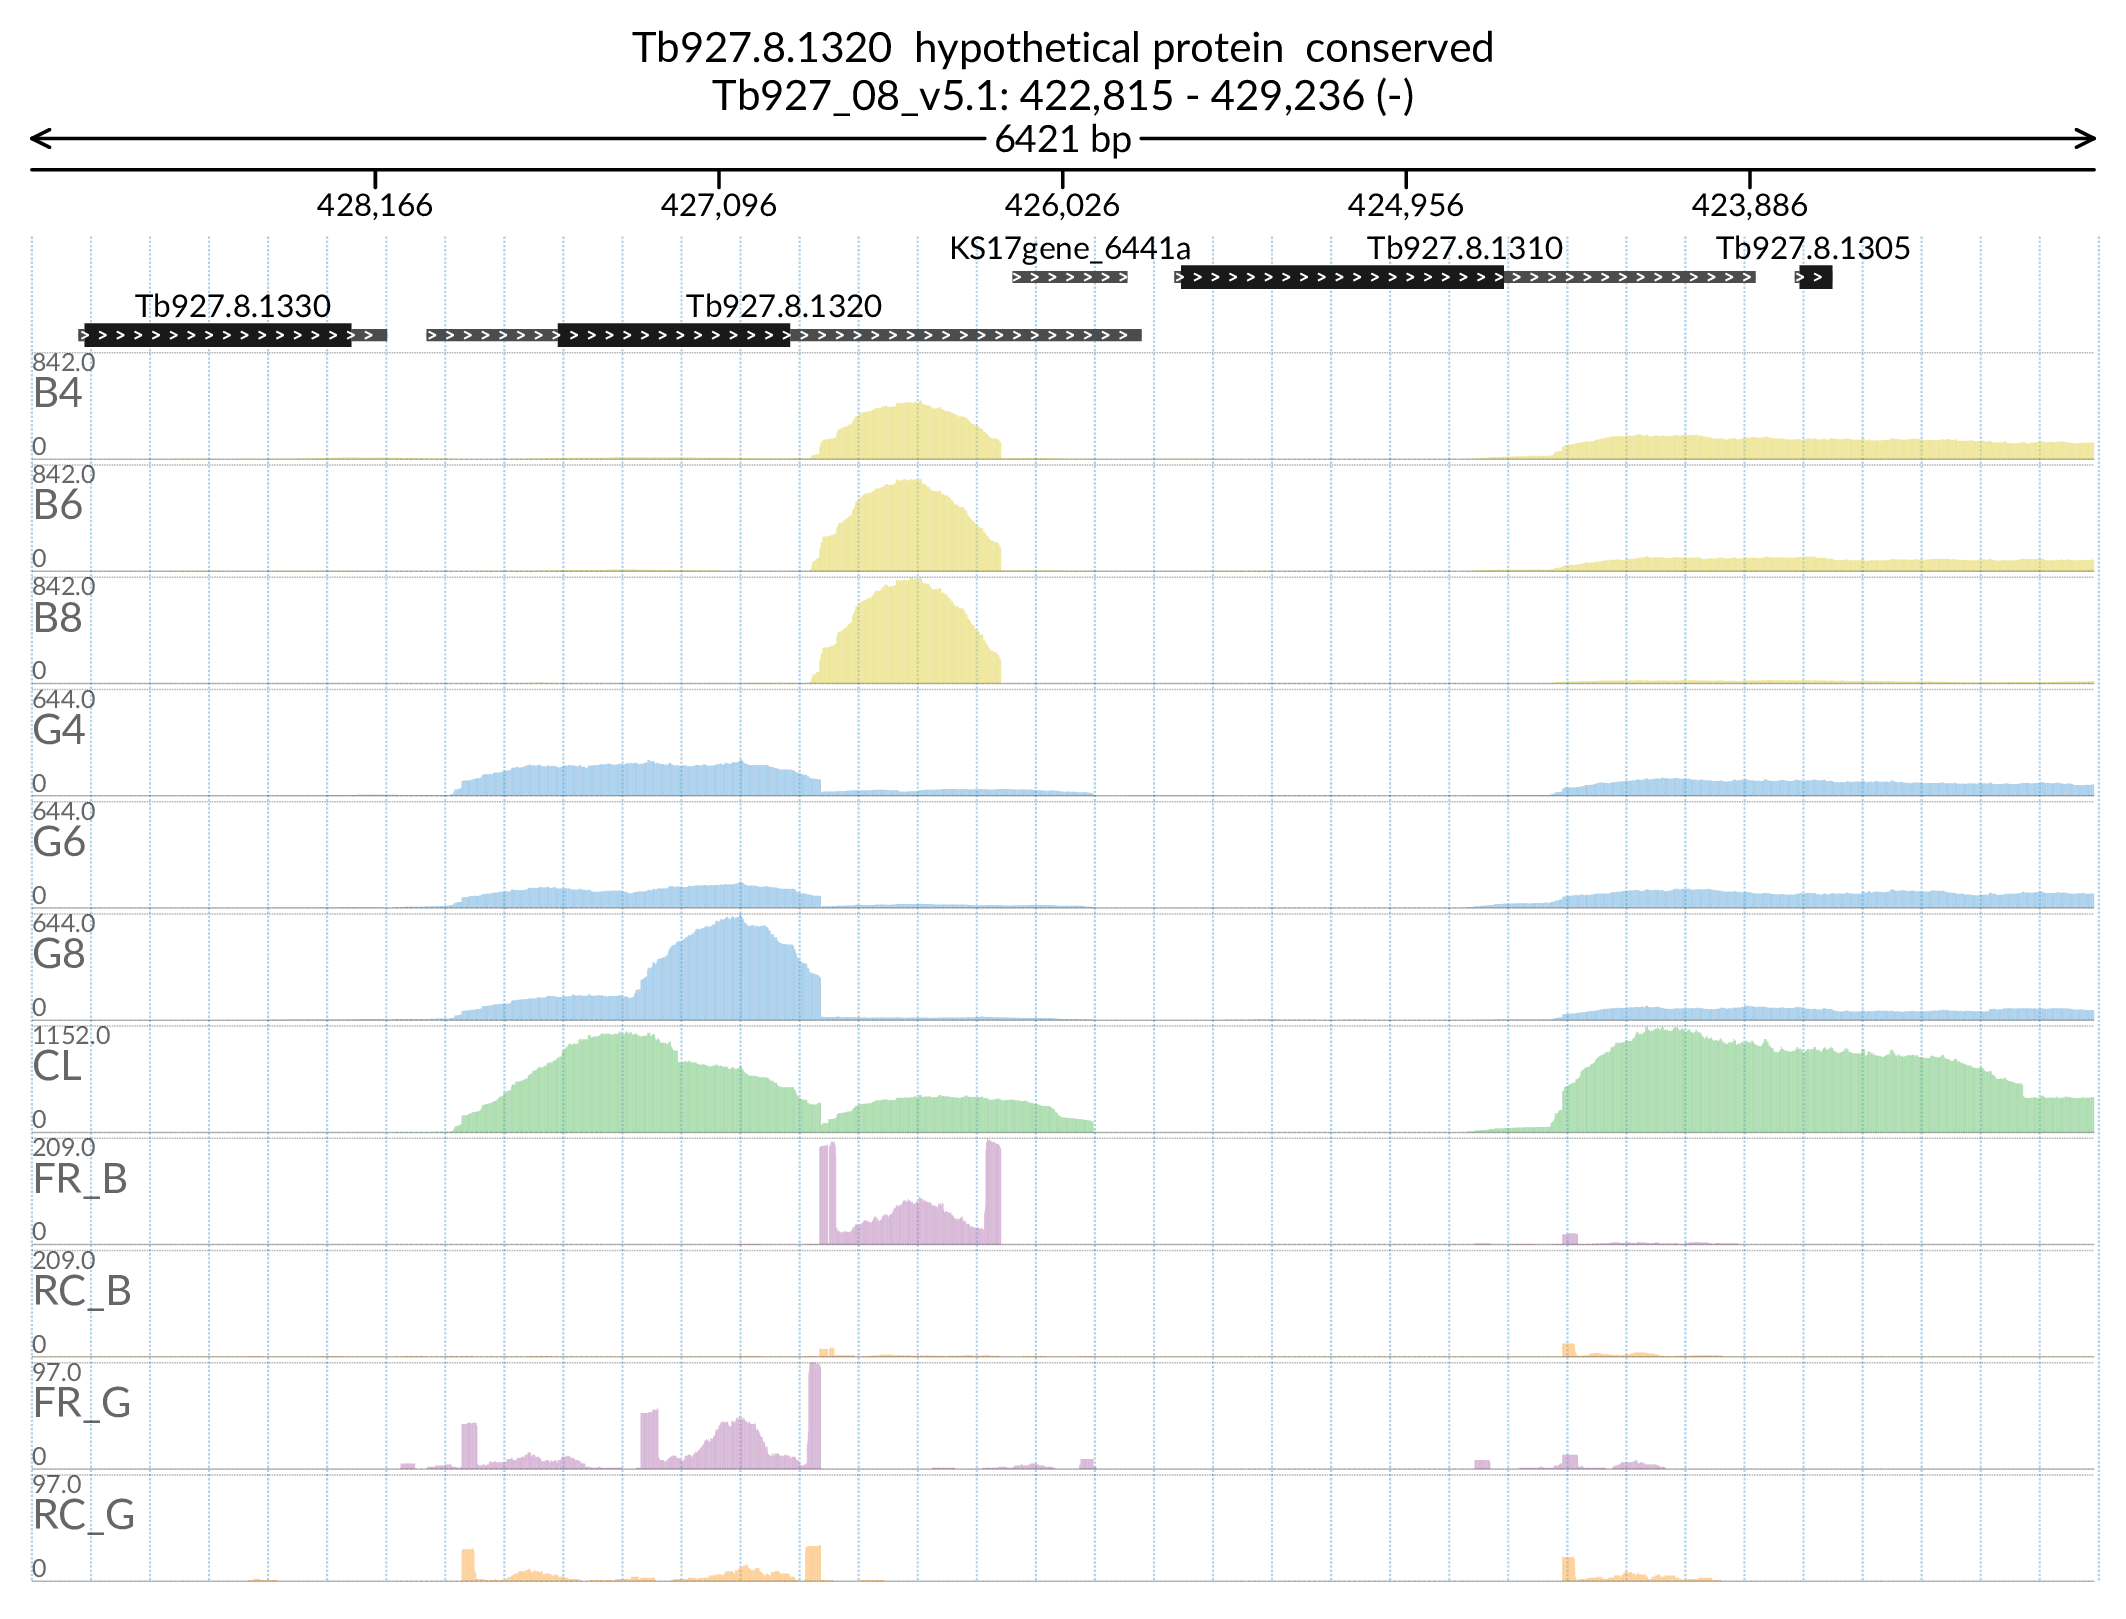 Tb927.8.1320  hypothetical protein  conserved
Tb927_08_v5.1: 422,815 - 429,236 (-)
6421 bp
428,166 427,096 426,026 424,956 423,886
KS17gene_6441a Tb927.8.1310 Tb927.8.1305
Tb927.8.1330 Tb927.8.1320
842.0
B4
0
842.0
B6
0
842.0
B8
0
644.0
G4
0
644.0
G6
0
644.0
G8
0
1152.0
CL
0
209.0
FR_B
0
209.0
RC_B
0
97.0
FR_G
0
97.0
RC_G
0